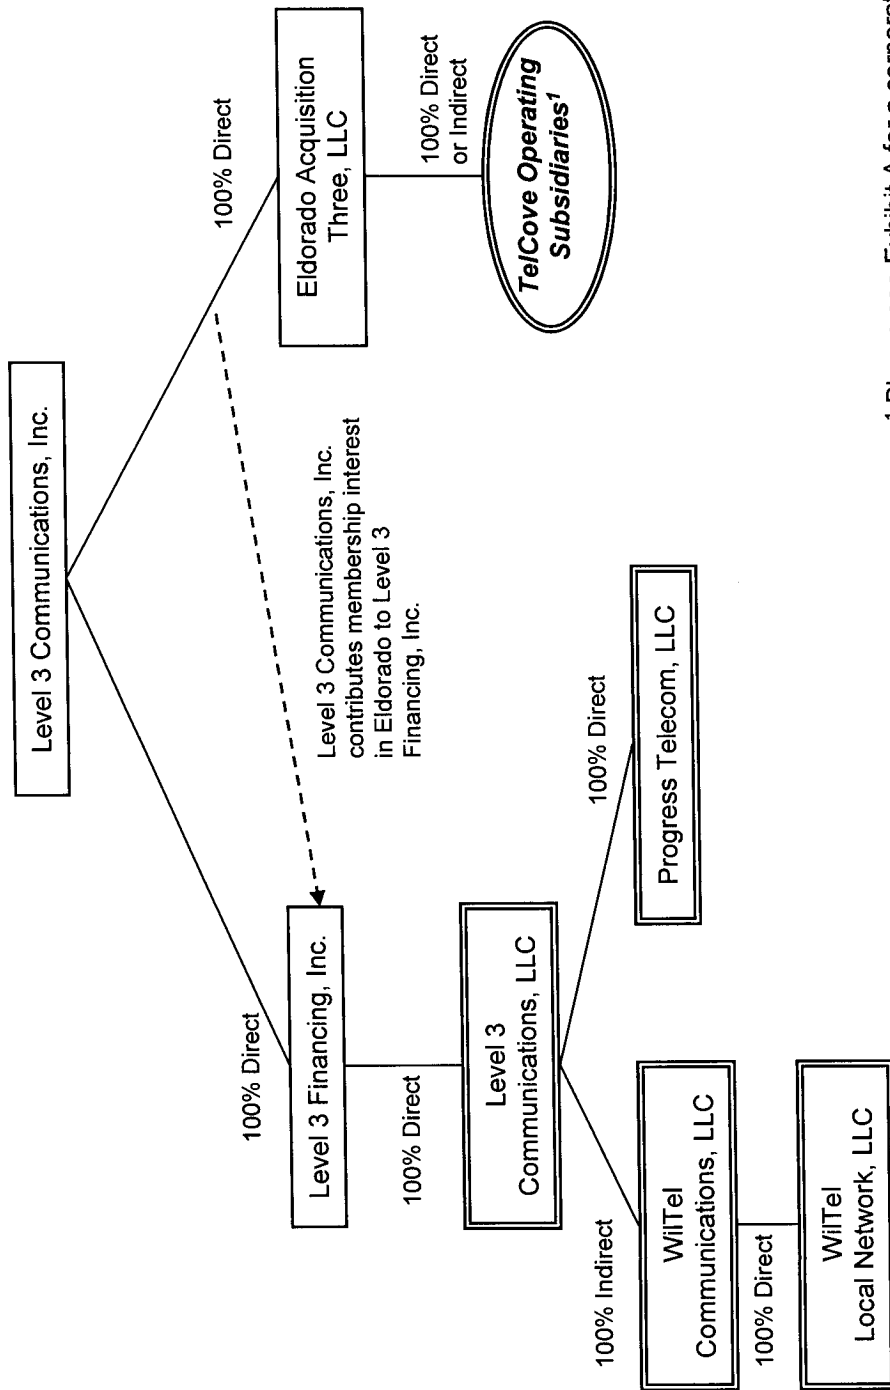 Level 3 Communications, Inc.
100% Direct
100% Direct
Level 3 Financing, Inc.
Eldorado Acquisition
Three, LLC
Level 3 Communications, Inc.
contributes membership interest
in Eldorado to Level 3
Financing, Inc.
100% Direct
100% Direct
or Indirect
Level 3
Communications, LLC
TelCove Operating
Subsidiaries¹
100% Indirect
100% Direct
WilTel
Communications, LLC
Progress Telecom, LLC
100% Direct
WilTel
Local Network, LLC
Exhibit A for a